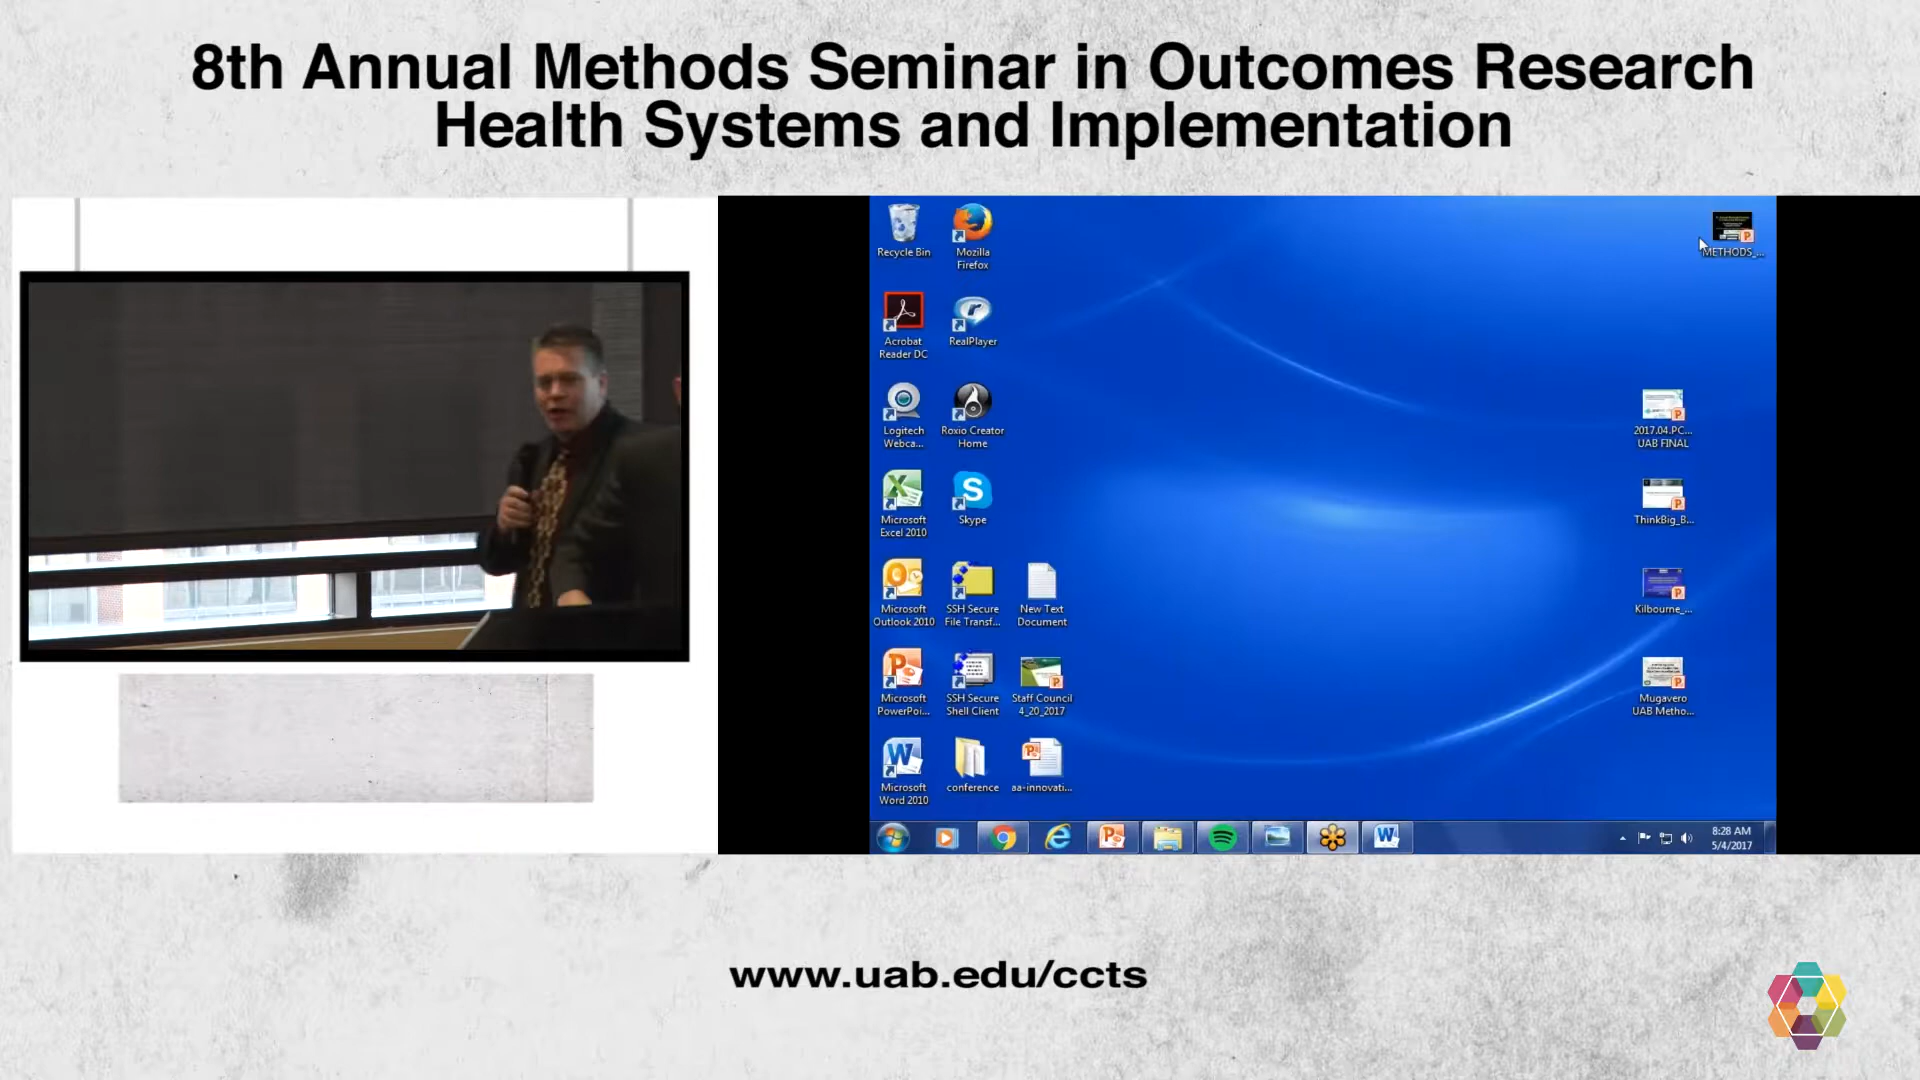 8th Annual Methods Seminar in Outcomes Research
Health Systems and Implementation
Recycle Bin
Mozilla
Firefox
METHODS_...
Acrobat
Reader DC
RealPlayer
Logitech
Webca...
Roxio Creator
Home
2017.04.PC...
UAB FINAL
Microsoft
Excel 2010
Skype
ThinkBig_B...
Microsoft
Outlook 2010
SSH Secure
File Transf...
New Text
Document
Kilbourne_...
Microsoft
PowerPoi...
SSH Secure
Shell Client
Staff Council
4_20_2017
Mugavero
UAB Metho...
Microsoft
Word 2010
conference
aa-innovati...
8:28 AM
5/4/2017
www.uab.edu/ccts